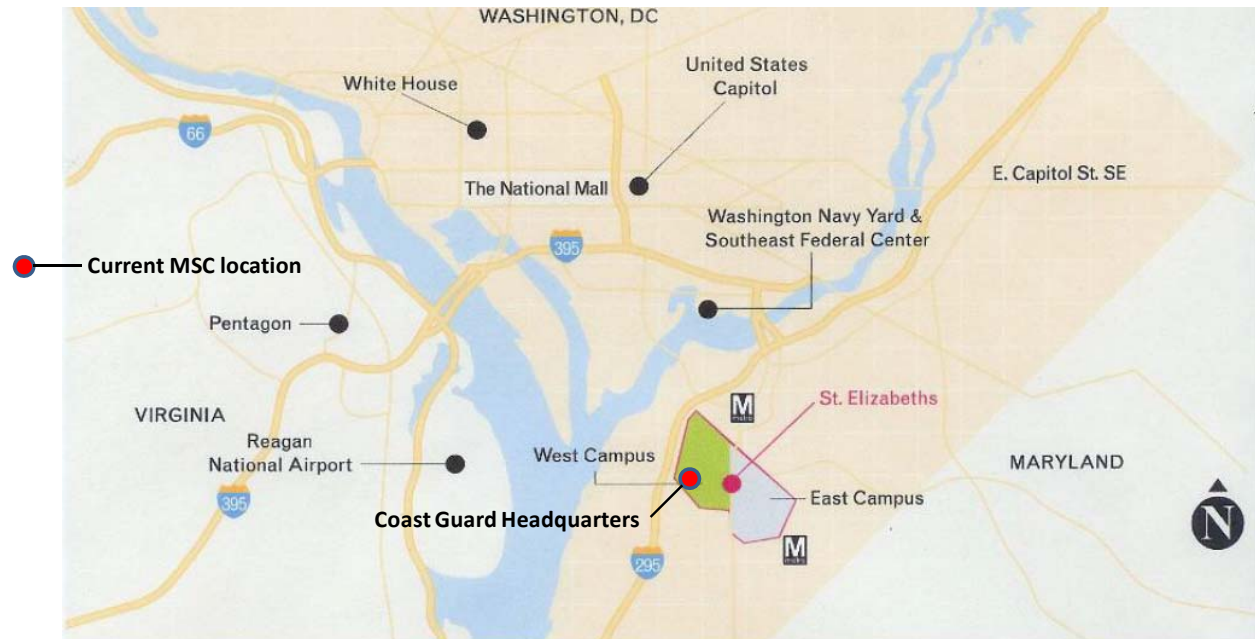 WASHINGTON, DC
White House
United States
Capitol
66
The National Mall
E. Capitol St. SE
Washington Navy Yard &
Southeast Federal Center
395
Current MSC location
Pentagon
VIRGINIA
M
metro
St. Elizabeths
Reagan
National Airport
West Campus
MARYLAND
395
Coast Guard Headquarters
East Campus
N
295
M
metro